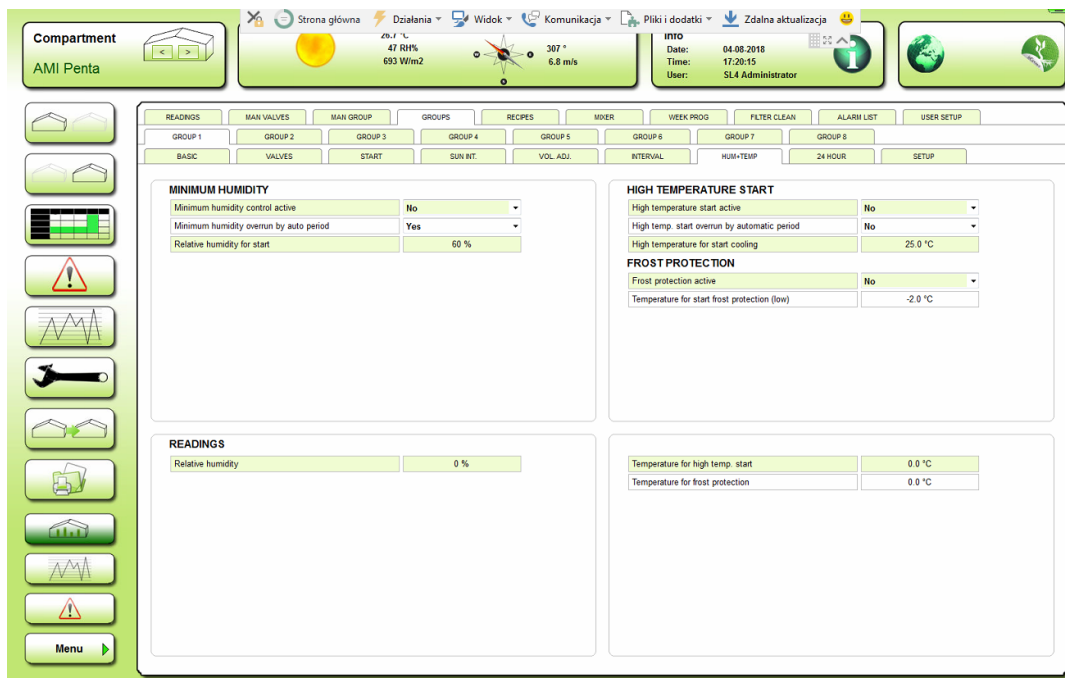 Strona główna Działania Widok Komunikacja Pliki i dodatki Zdalna aktualizacja
Compartment
< >
AMI Penta
26.7 °C
47 RH%
693 W/m2
307 °
6.8 m/s
Info
Date: 04-08-2018
Time: 17:20:15
User: SL4 Administrator
READINGS MAN VALVES MAN GROUP GROUPS RECIPES MIXER WEEK PROG FILTER CLEAN ALARM LIST USER SETUP
GROUP 1 GROUP 2 GROUP 3 GROUP 4 GROUP 5 GROUP 6 GROUP 7 GROUP 8
BASIC VALVES START SUN INT. VOL. ADJ. INTERVAL HUM+TEMP 24 HOUR SETUP
MINIMUM HUMIDITY
Minimum humidity control active No
Minimum humidity overrun by auto period Yes
Relative humidity for start 60 %
HIGH TEMPERATURE START
High temperature start active No
High temp. start overrun by automatic period No
High temperature for start cooling 25.0 °C
FROST PROTECTION
Frost protection active No
Temperature for start frost protection (low) -2.0 °C
READINGS
Relative humidity 0 %
Temperature for high temp. start 0.0 °C
Temperature for frost protection 0.0 °C
Menu